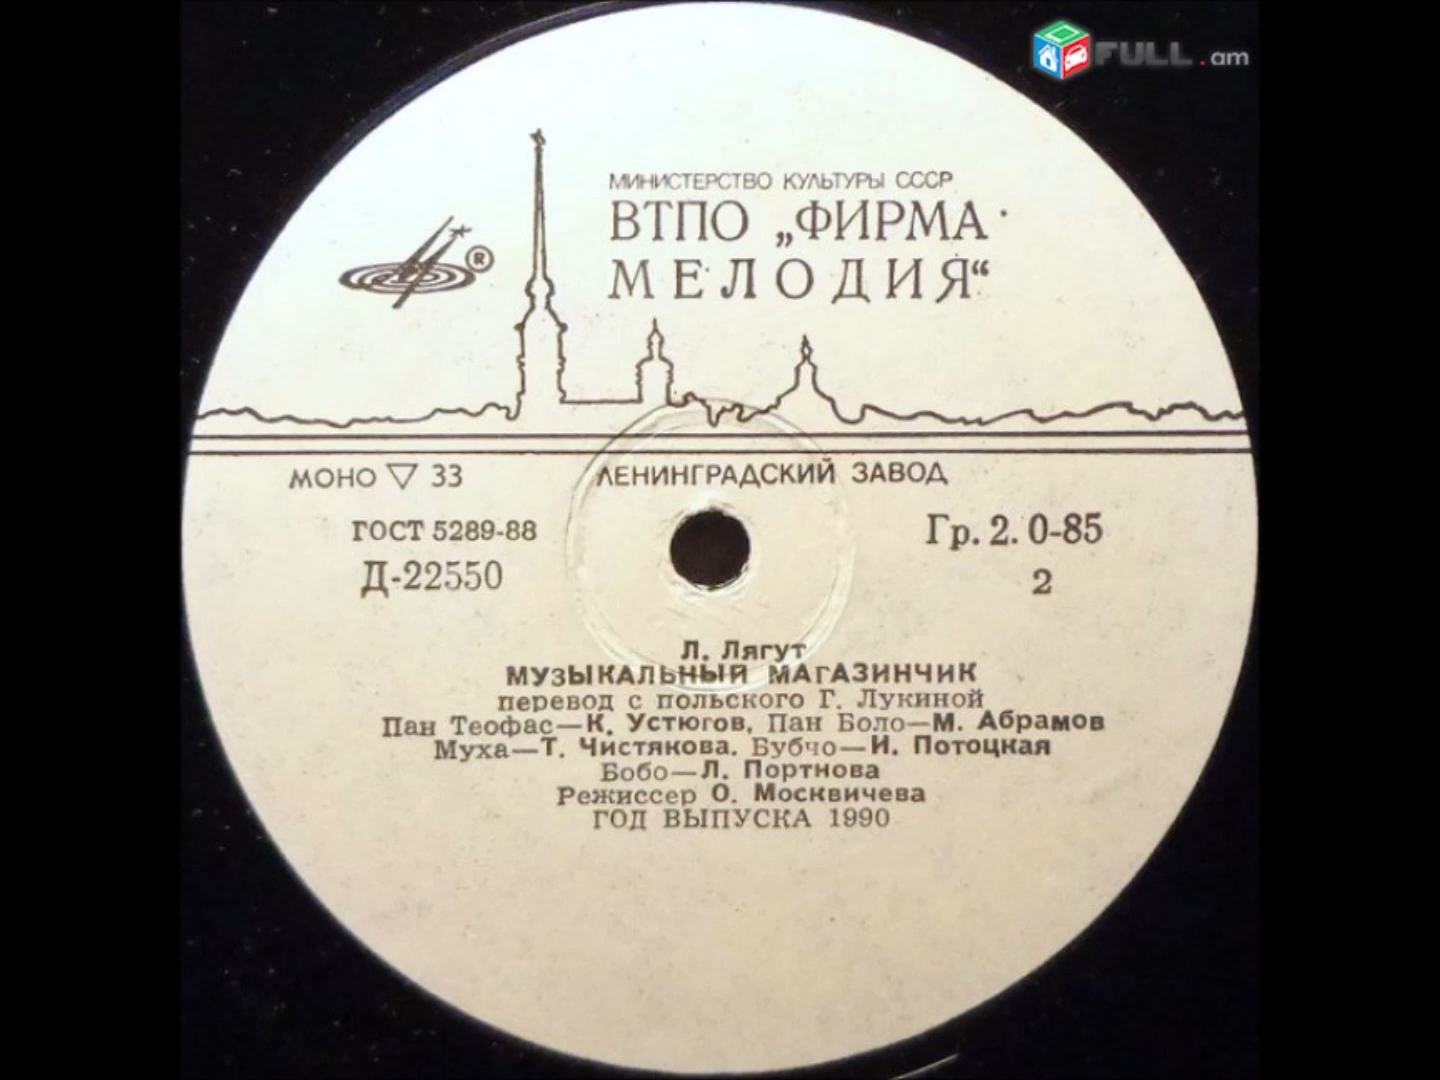 FULL.am
МИНИСТЕРСТВО КУЛЬТУРЫ СССР
ВТПО „ФИРМА
МЕЛОДИЯ“
®
МОНО ▽ 33
ЛЕНИНГРАДСКИЙ ЗАВОД
ГОСТ 5289-88
Гр. 2. 0-85
Д-22550
2
Л. Лягут
МУЗЫКАЛЬНЫЙ МАГАЗИНЧИК
перевод с польского Г. Лукиной
Пан Теофас—К. Устюгов, Пан Боло—М. Абрамов
Муха—Т. Чистякова. Бубчо—И. Потоцкая
Бобо—Л. Портнова
Режиссер О. Москвичева
ГОД ВЫПУСКА 1990